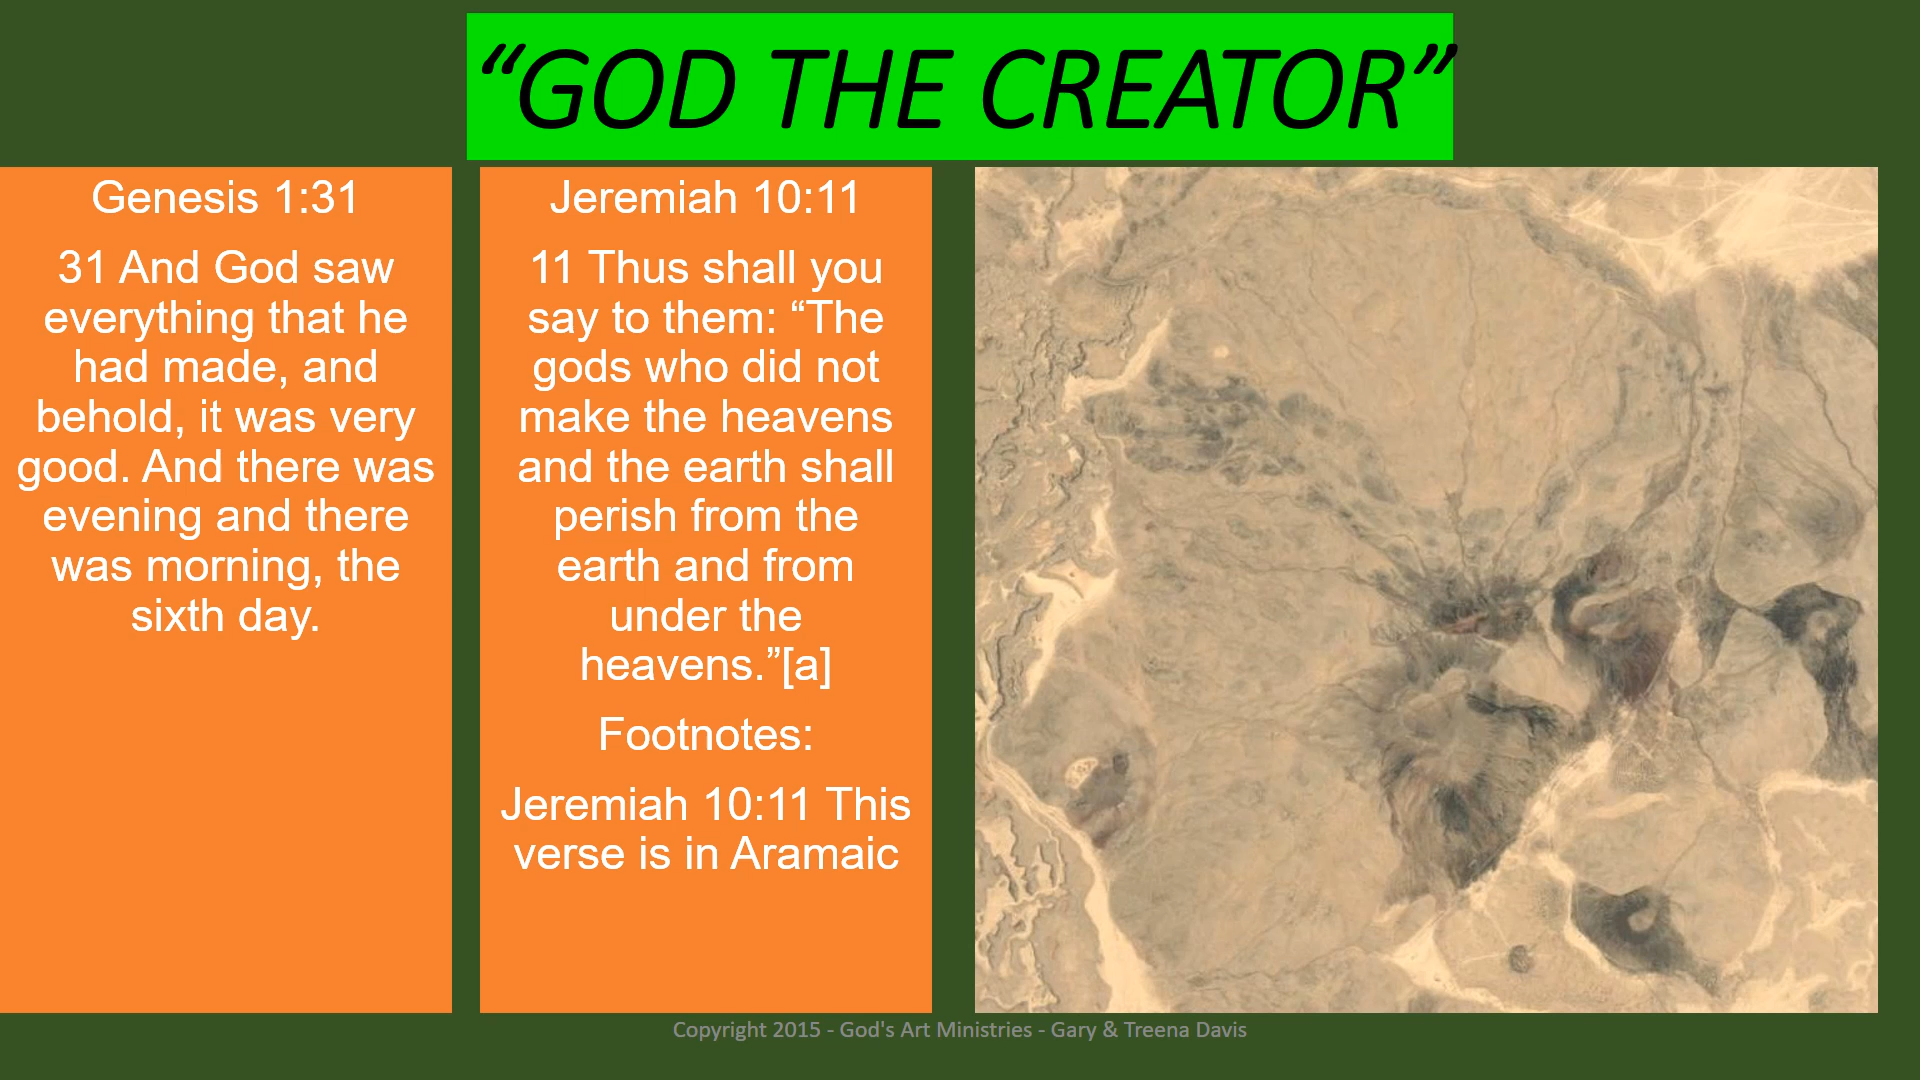 “GOD THE CREATOR”
Genesis 1:31
31 And God saw
everything that he
had made, and
behold, it was very
good. And there was
evening and there
was morning, the
sixth day.
Jeremiah 10:11
11 Thus shall you
say to them: “The
gods who did not
make the heavens
and the earth shall
perish from the
earth and from
under the
heavens.”[a]
Footnotes:
Jeremiah 10:11 This
verse is in Aramaic
Copyright 2015 - God's Art Ministries - Gary & Treena Davis